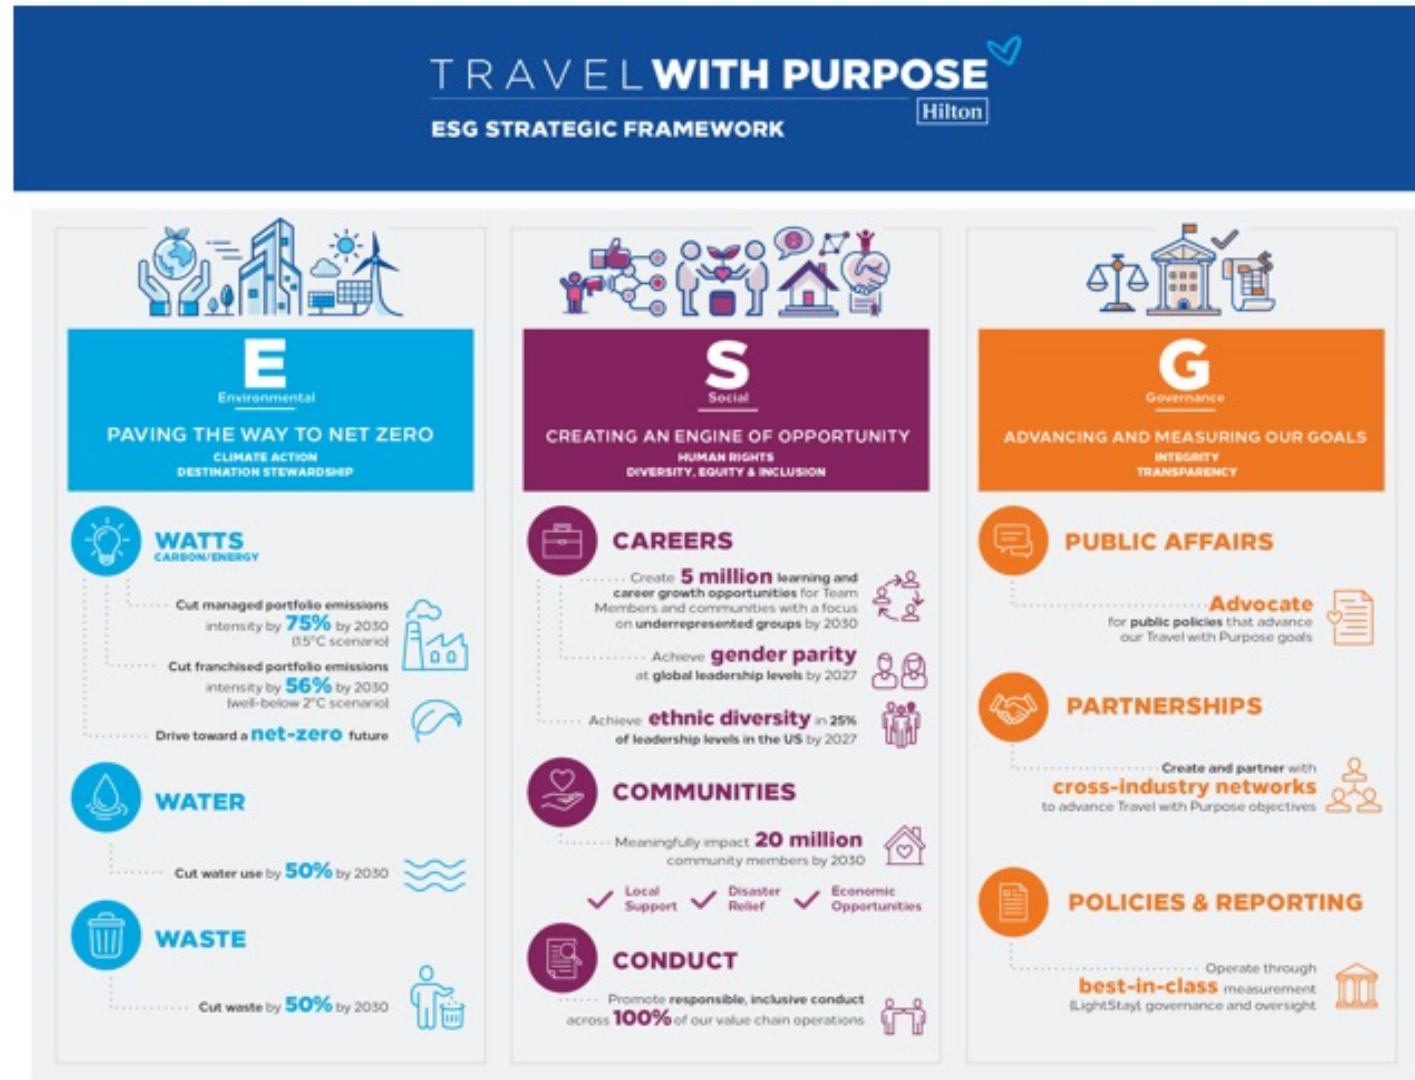 TRAVEL WITH PURPOSE
Hilton
ESG STRATEGIC FRAMEWORK
E
Environmental
PAVING THE WAY TO NET ZERO
CLIMATE ACTION
DESTINATION STEWARDSHIP
WATTS
CARBON/ENERGY
Cut managed portfolio emissions
intensity by 75% by 2030
(1.5°C scenario)
Cut franchised portfolio emissions
intensity by 56% by 2030
(well-below 2°C scenario)
Drive toward a net-zero future
WATER
Cut water use by 50% by 2030
WASTE
Cut waste by 50% by 2030
S
Social
CREATING AN ENGINE OF OPPORTUNITY
HUMAN RIGHTS
DIVERSITY, EQUITY & INCLUSION
CAREERS
Create 5 million learning and
career growth opportunities for Team
Members and communities with a focus
on underrepresented groups by 2030
Achieve gender parity
at global leadership levels by 2027
Achieve ethnic diversity in 25%
of leadership levels in the US by 2027
COMMUNITIES
Meaningfully impact 20 million
community members by 2030
Local
Support
Disaster
Relief
Economic
Opportunities
CONDUCT
Promote responsible, inclusive conduct
across 100% of our value chain operations
G
Governance
ADVANCING AND MEASURING OUR GOALS
INTEGRITY
TRANSPARENCY
PUBLIC AFFAIRS
Advocate
for public policies that advance
our Travel with Purpose goals
PARTNERSHIPS
Create and partner with
cross-industry networks
to advance Travel with Purpose objectives
POLICIES & REPORTING
Operate through
best-in-class measurement
(LightStay), governance and oversight